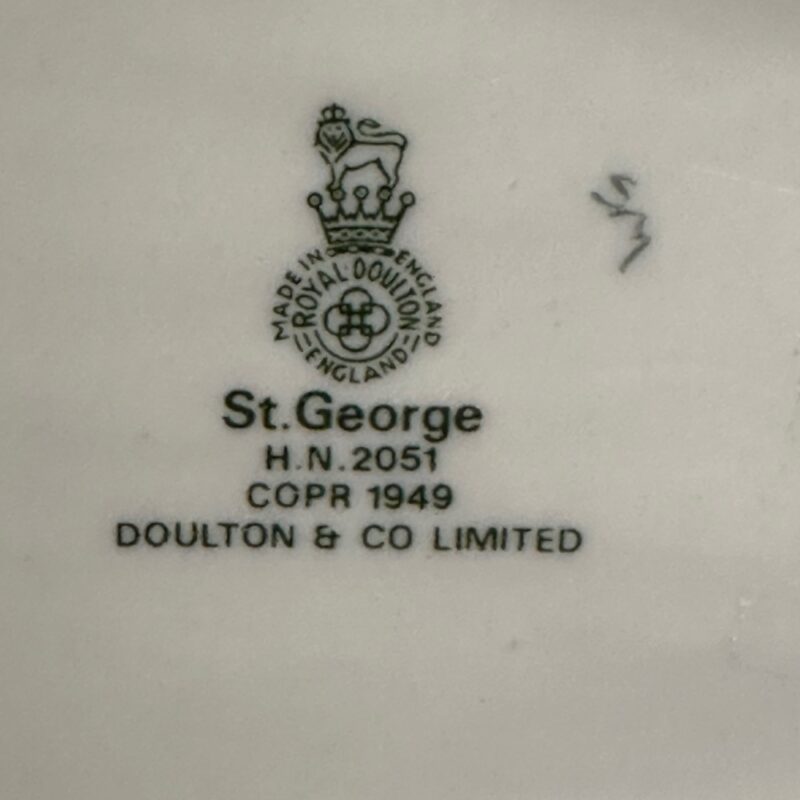 MADE IN ENGLAND
ROYAL·DOULTON
ENGLAND
St.George
H.N.2051
COPR 1949
DOULTON & CO LIMITED